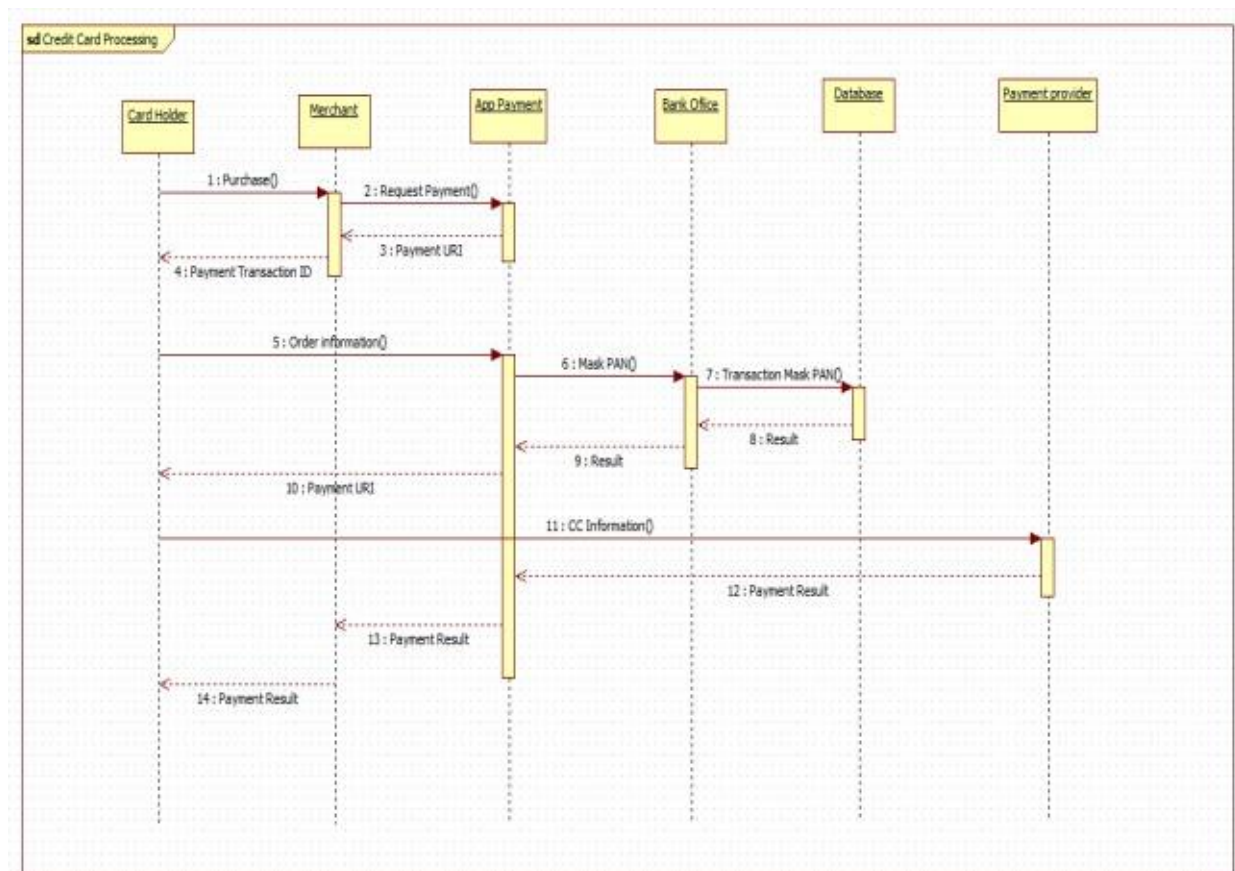 sd Credit Card Processing
Card Holder
Merchant
App Payment
Bank Ofice
Database
Payment provider
1 : Purchase()
2 : Request Payment()
3 : Payment URI
4 : Payment Transaction ID
5 : Order information()
6 : Mask PAN()
7 : Transaction Mask PAN()
8 : Result
9 : Result
10 : Payment URI
11 : CC Information()
12 : Payment Result
13 : Payment Result
14 : Payment Result